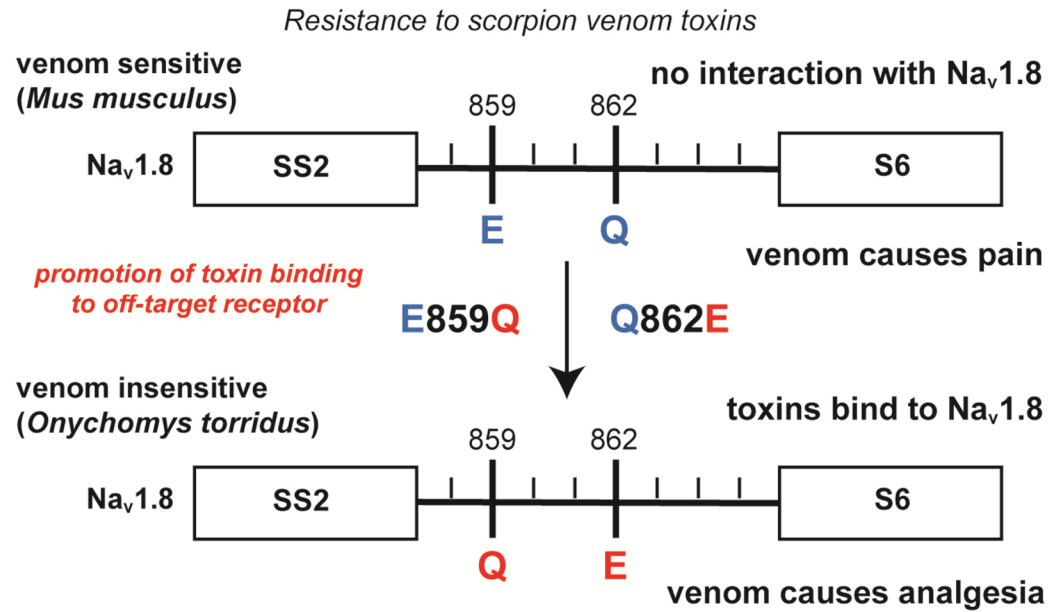 Resistance to scorpion venom toxins
venom sensitive
(Mus musculus)
no interaction with Naᵥ1.8
859
862
Naᵥ1.8
SS2
S6
E
Q
venom causes pain
promotion of toxin binding
to off-target receptor
E859Q
Q862E
venom insensitive
(Onychomys torridus)
toxins bind to Naᵥ1.8
859
862
Naᵥ1.8
SS2
S6
Q
E
venom causes analgesia